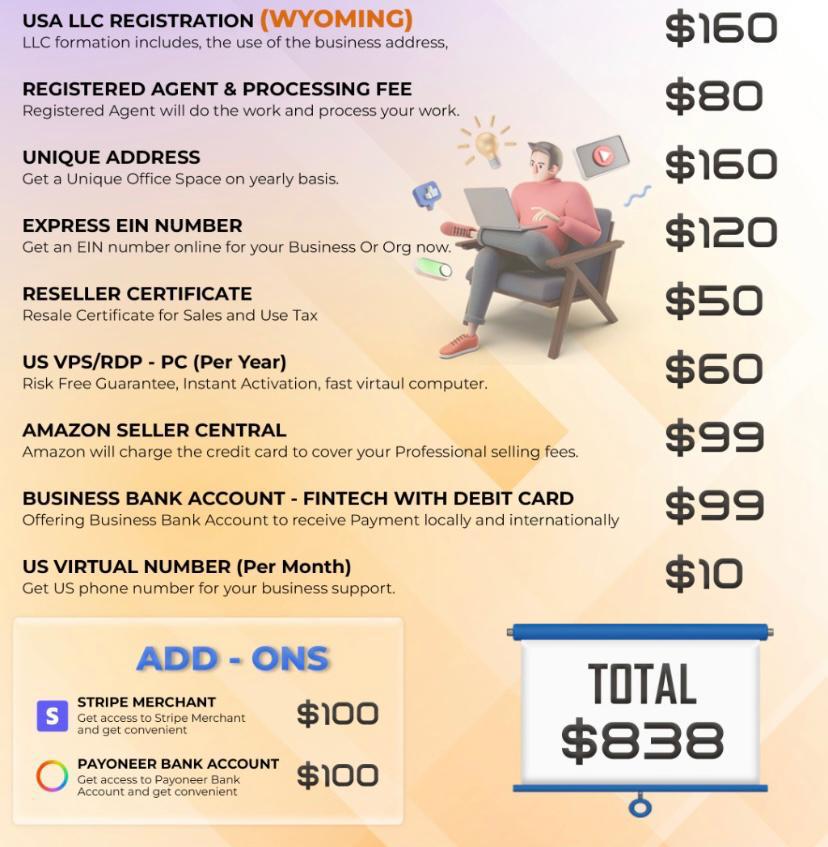 USA LLC REGISTRATION (WYOMING) $160
LLC formation includes, the use of the business address,
REGISTERED AGENT & PROCESSING FEE $80
Registered Agent will do the work and process your work.
UNIQUE ADDRESS $160
Get a Unique Office Space on yearly basis.
EXPRESS EIN NUMBER $120
Get an EIN number online for your Business Or Org now.
RESELLER CERTIFICATE $50
Resale Certificate for Sales and Use Tax
US VPS/RDP - PC (Per Year) $60
Risk Free Guarantee, Instant Activation, fast virtaul computer.
AMAZON SELLER CENTRAL $99
Amazon will charge the credit card to cover your Professional selling fees.
BUSINESS BANK ACCOUNT - FINTECH WITH DEBIT CARD $99
Offering Business Bank Account to receive Payment locally and internationally
US VIRTUAL NUMBER (Per Month) $10
Get US phone number for your business support.
ADD - ONS
S
STRIPE MERCHANT $100
Get access to Stripe Merchant
and get convenient
PAYONEER BANK ACCOUNT $100
Get access to Payoneer Bank
Account and get convenient
TOTAL
$838